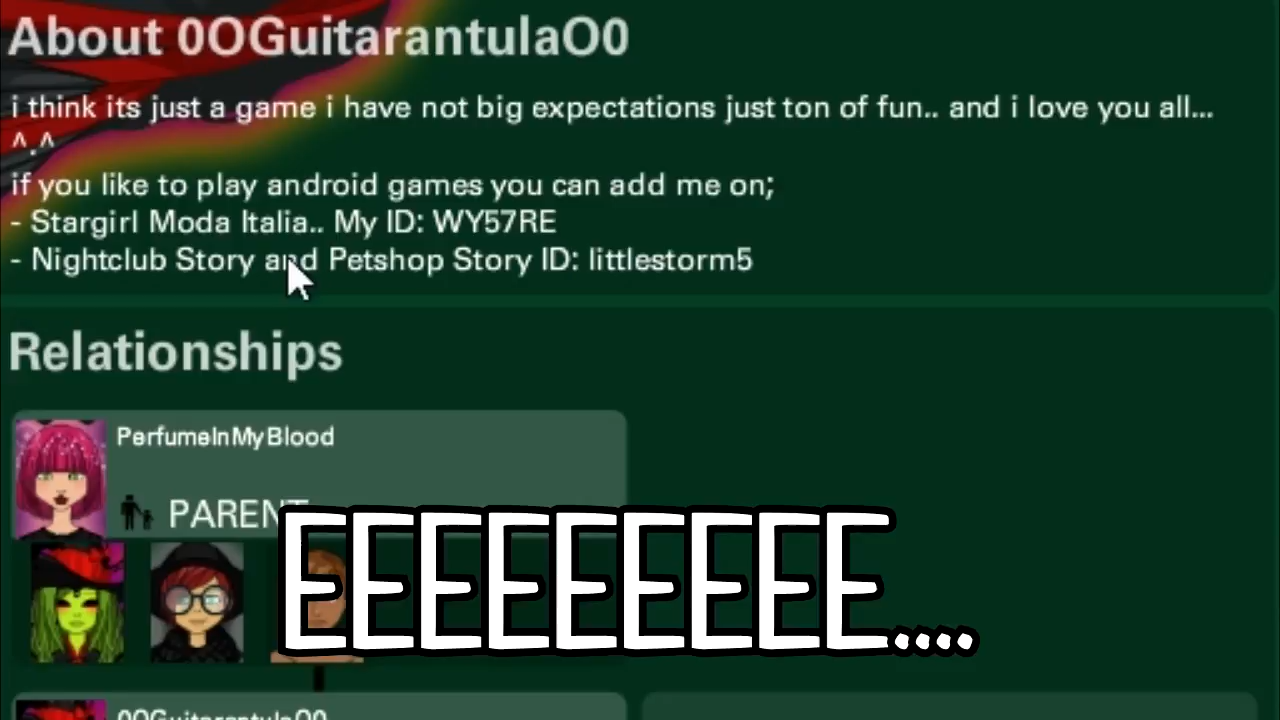 About 0OGuitarantulaO0
i think its just a game i have not big expectations just ton of fun.. and i love you all...
^.^
if you like to play android games you can add me on;
- Stargirl Moda Italia.. My ID: WY57RE
- Nightclub Story and Petshop Story ID: littlestorm5
Relationships
PerfumeInMyBlood
PARENT
EEEEEEEEE....
0OGuitarantulaO0